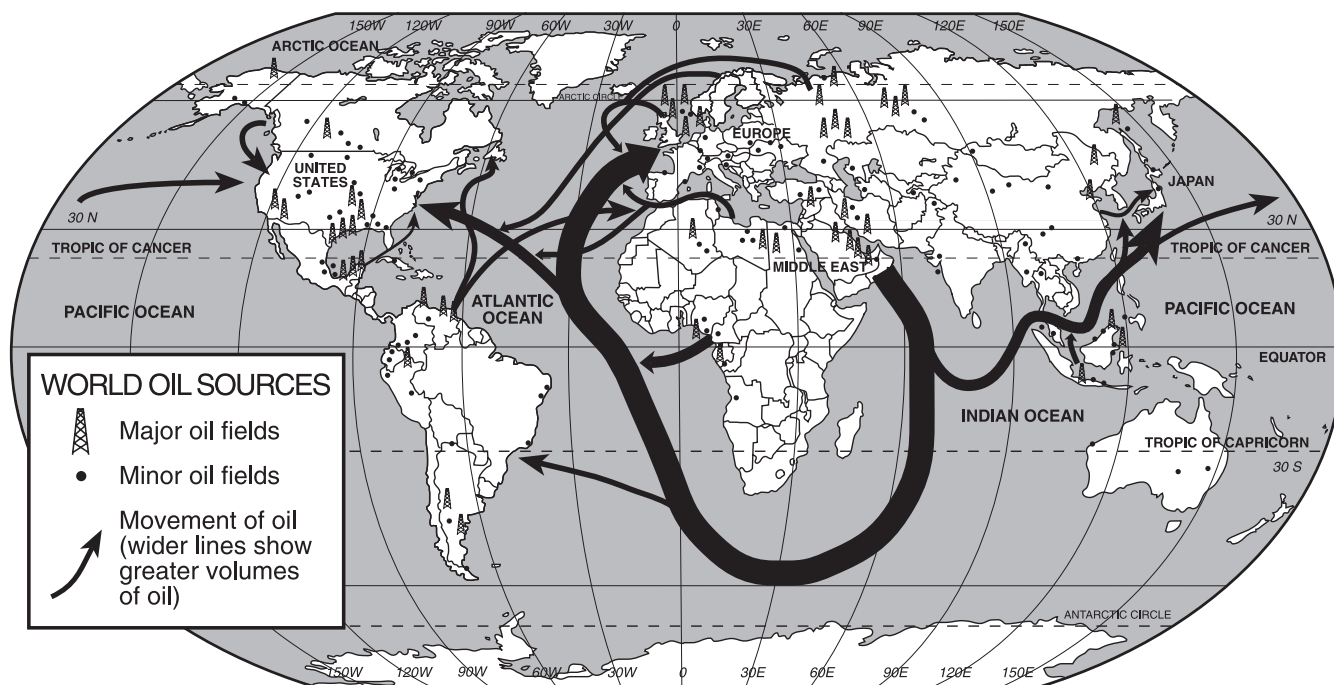 150W 120W 90W 60W 30W 0 30E 60E 90E 120E 150E
ARCTIC OCEAN
ARCTIC CIRCLE
EUROPE
UNITED
STATES
JAPAN
30 N
30 N
TROPIC OF CANCER
TROPIC OF CANCER
MIDDLE EAST
PACIFIC OCEAN
ATLANTIC
OCEAN
PACIFIC OCEAN
EQUATOR
INDIAN OCEAN
TROPIC OF CAPRICORN
30 S
WORLD OIL SOURCES
Major oil fields
Minor oil fields
Movement of oil
(wider lines show
greater volumes
of oil)
ANTARCTIC CIRCLE
150W 120W 90W 60W 30W 0 30E 60E 90E 120E 150E